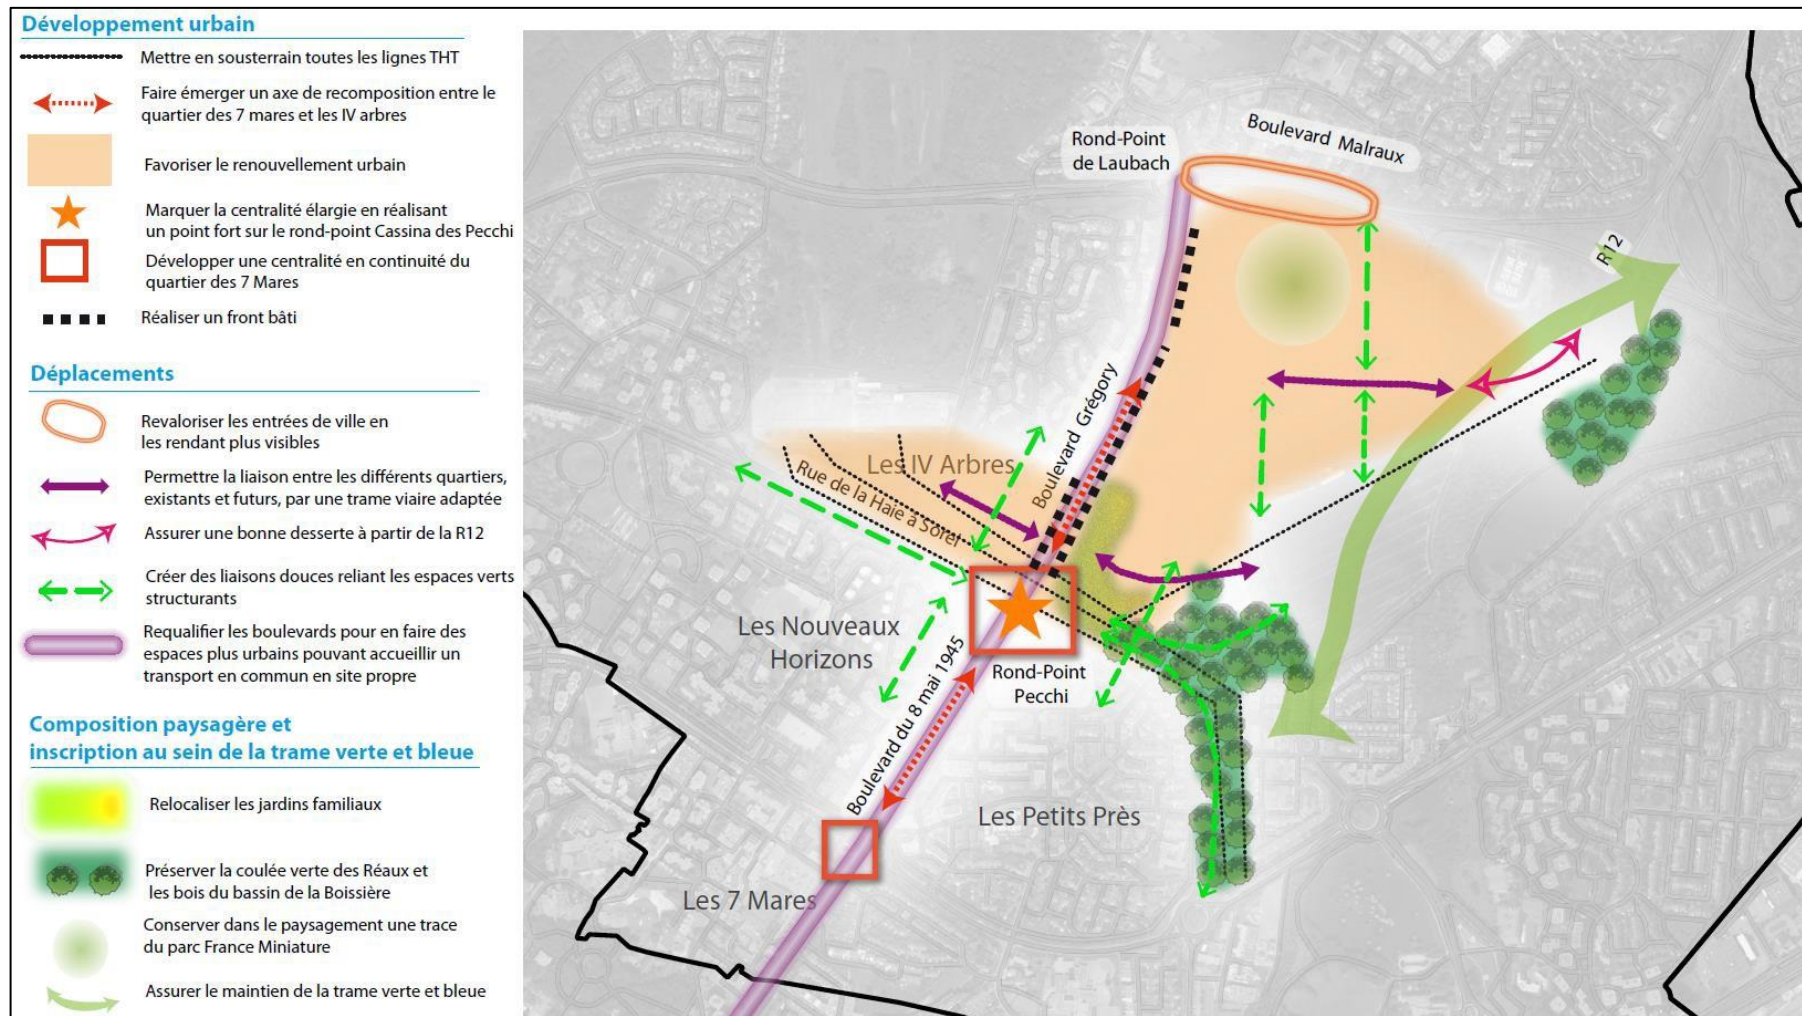 Développement urbain
Mettre en sousterrain toutes les lignes THT
Faire émerger un axe de recomposition entre le
quartier des 7 mares et les IV arbres
Favoriser le renouvellement urbain
Marquer la centralité élargie en réalisant
un point fort sur le rond-point Cassina des Pecchi
Développer une centralité en continuité du
quartier des 7 Mares
Réaliser un front bâti
Déplacements
Revaloriser les entrées de ville en
les rendant plus visibles
Permettre la liaison entre les différents quartiers,
existants et futurs, par une trame viaire adaptée
Assurer une bonne desserte à partir de la R12
Créer des liaisons douces reliant les espaces verts
structurants
Requalifier les boulevards pour en faire des
espaces plus urbains pouvant accueillir un
transport en commun en site propre
Composition paysagère et
inscription au sein de la trame verte et bleue
Relocaliser les jardins familiaux
Préserver la coulée verte des Réaux et
les bois du bassin de la Boissière
Conserver dans le paysagement une trace
du parc France Miniature
Assurer le maintien de la trame verte et bleue
Rond-Point
de Laubach
Boulevard Malraux
R12
Boulevard Grégory
Les IV Arbres
Rue de la Haie à Sorel
Les Nouveaux
Horizons
Rond-Point
Pecchi
Boulevard du 8 mai 1945
Les Petits Près
Les 7 Mares